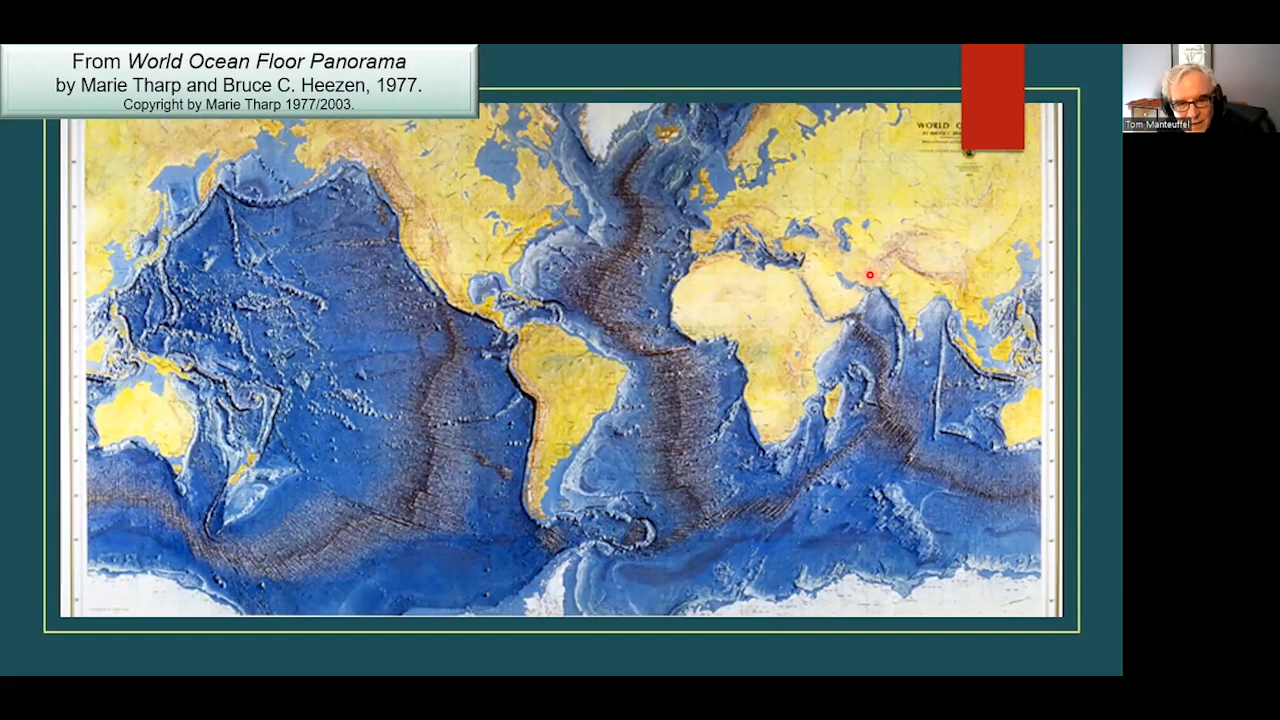 From World Ocean Floor Panorama
by Marie Tharp and Bruce C. Heezen, 1977.
Copyright by Marie Tharp 1977/2003.
WORLD
Tom Manteuffel